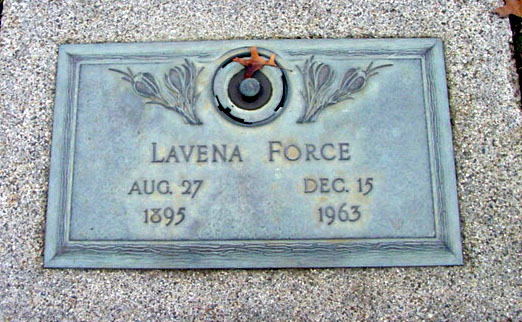 LAVENA FORCE
AUG. 27 DEC. 15
1895 1963